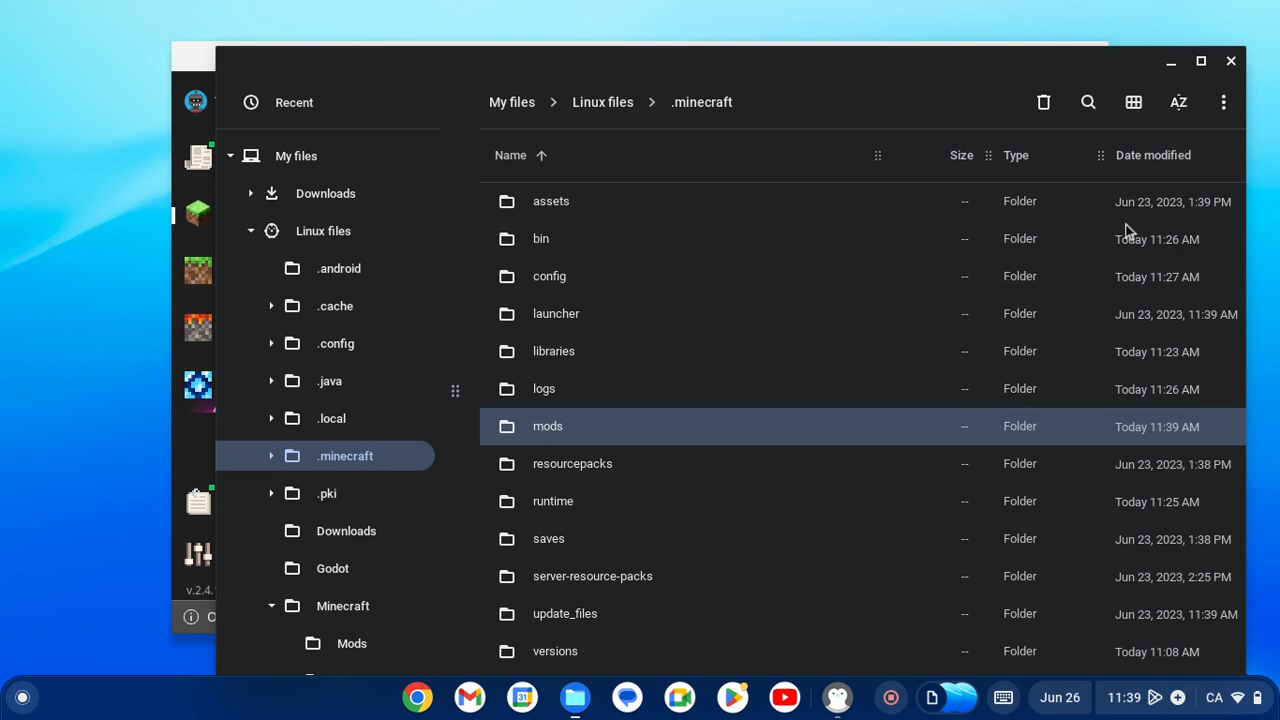 Recent
My files
Downloads
Linux files
.android
.cache
.config
.java
.local
.minecraft
.pki
Downloads
Godot
Minecraft
Mods
v.2.4.
My files Linux files .minecraft
AZ
Name Size Type Date modified
assets -- Folder Jun 23, 2023, 1:39 PM
bin -- Folder Today 11:26 AM
config -- Folder Today 11:27 AM
launcher -- Folder Jun 23, 2023, 11:39 AM
libraries -- Folder Today 11:23 AM
logs -- Folder Today 11:26 AM
mods -- Folder Today 11:39 AM
resourcepacks -- Folder Jun 23, 2023, 1:38 PM
runtime -- Folder Today 11:25 AM
saves -- Folder Jun 23, 2023, 1:38 PM
server-resource-packs -- Folder Jun 23, 2023, 2:25 PM
update_files -- Folder Jun 23, 2023, 11:39 AM
versions -- Folder Today 11:08 AM
31
Jun 26 11:39 CA